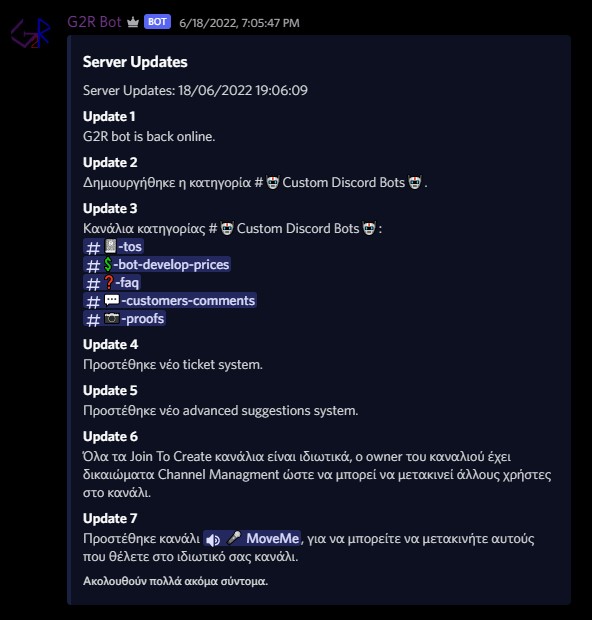 G2R
G2R Bot BOT 6/18/2022, 7:05:47 PM
Server Updates
Server Updates: 18/06/2022 19:06:09
Update 1
G2R bot is back online.
Update 2
Δημιουργήθηκε η κατηγορία # 🤖 Custom Discord Bots 🤖 .
Update 3
Κανάλια κατηγορίας # 🤖 Custom Discord Bots 🤖 :
# 🧾-tos
# 💲-bot-develop-prices
# ❓-faq
# 💬-customers-comments
# 📷-proofs
Update 4
Προστέθηκε νέο ticket system.
Update 5
Προστέθηκε νέο advanced suggestions system.
Update 6
Όλα τα Join To Create κανάλια είναι ιδιωτικά, ο owner του καναλιού έχει
δικαιώματα Channel Managment ώστε να μπορεί να μετακινεί άλλους χρήστες
στο κανάλι.
Update 7
Προστέθηκε κανάλι 🔊 🎤 MoveMe, για να μπορείτε να μετακινήτε αυτούς
που θέλετε στο ιδιωτικό σας κανάλι.
Ακολουθούν πολλά ακόμα σύντομα.